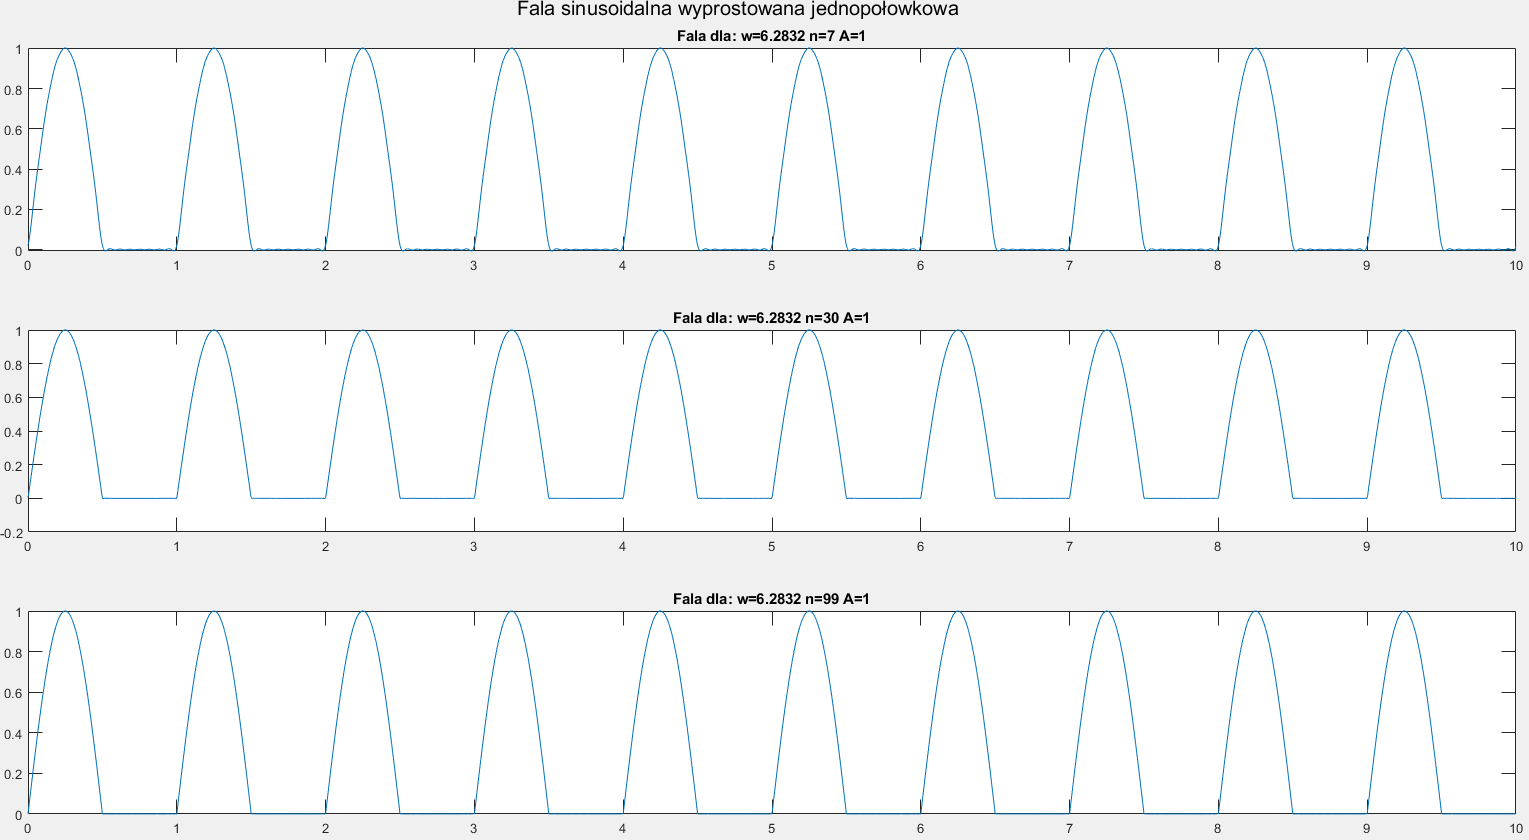 Fala sinusoidalna wyprostowana jednopołowkowa
Fala dla: w=6.2832 n=7 A=1
1
0.8
0.6
0.4
0.2
0
0 1 2 3 4 5 6 7 8 9 10
Fala dla: w=6.2832 n=30 A=1
1
0.8
0.6
0.4
0.2
0
-0.2
0 1 2 3 4 5 6 7 8 9 10
Fala dla: w=6.2832 n=99 A=1
1
0.8
0.6
0.4
0.2
0
0 1 2 3 4 5 6 7 8 9 10